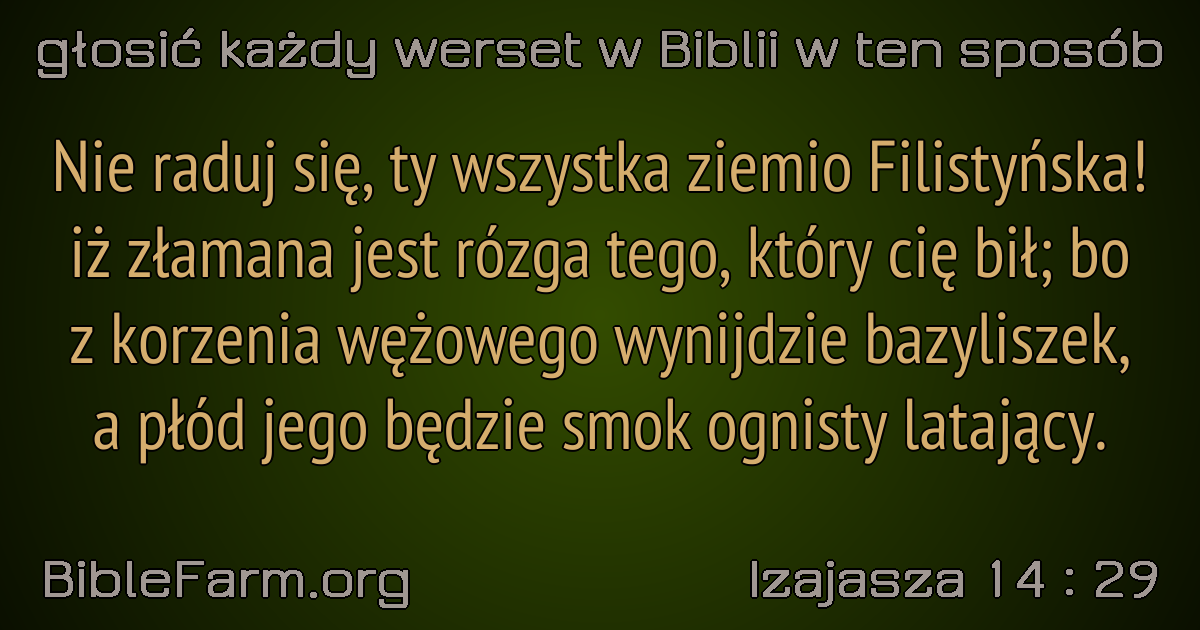 głosić każdy werset w Biblii w ten sposób
Nie raduj się, ty wszystka ziemio Filistyńska!
iż złamana jest rózga tego, który cię bił; bo
z korzenia wężowego wynijdzie bazyliszek,
a płód jego będzie smok ognisty latający.
BibleFarm.org
Izajasza 14 : 29